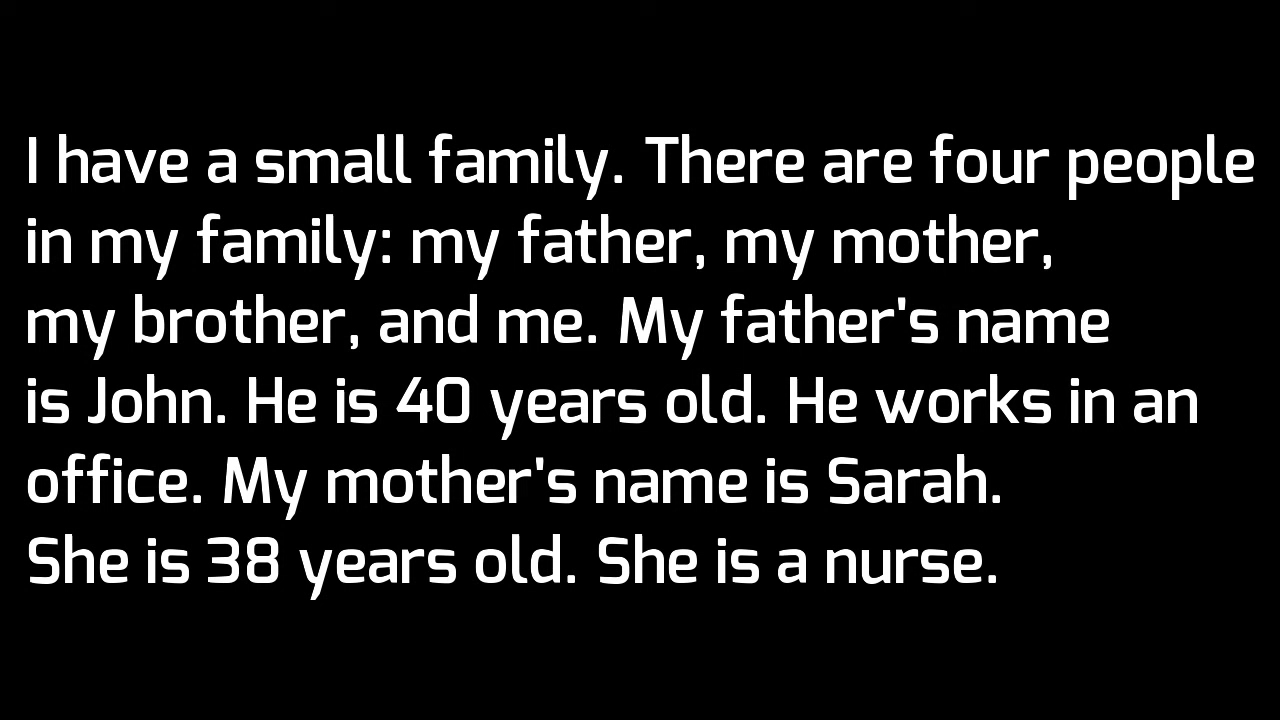 I have a small family. There are four people
in my family: my father, my mother,
my brother, and me. My father's name
is John. He is 40 years old. He works in an
office. My mother's name is Sarah.
She is 38 years old. She is a nurse.